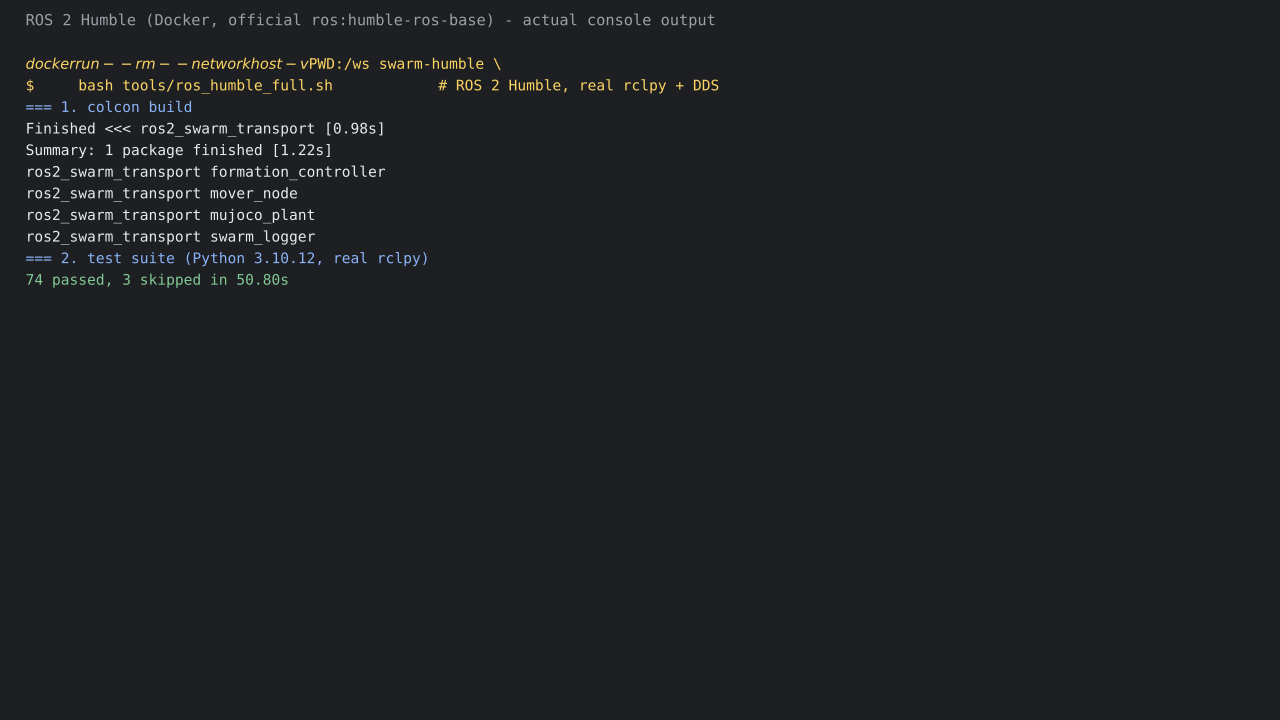 ROS 2 Humble (Docker, official ros:humble-ros-base) - actual console output
dockerrun − −rm − −networkhost − vPWD:/ws swarm-humble \
$     bash tools/ros_humble_full.sh            # ROS 2 Humble, real rclpy + DDS
=== 1. colcon build
Finished <<< ros2_swarm_transport [0.98s]
Summary: 1 package finished [1.22s]
ros2_swarm_transport formation_controller
ros2_swarm_transport mover_node
ros2_swarm_transport mujoco_plant
ros2_swarm_transport swarm_logger
=== 2. test suite (Python 3.10.12, real rclpy)
74 passed, 3 skipped in 50.80s